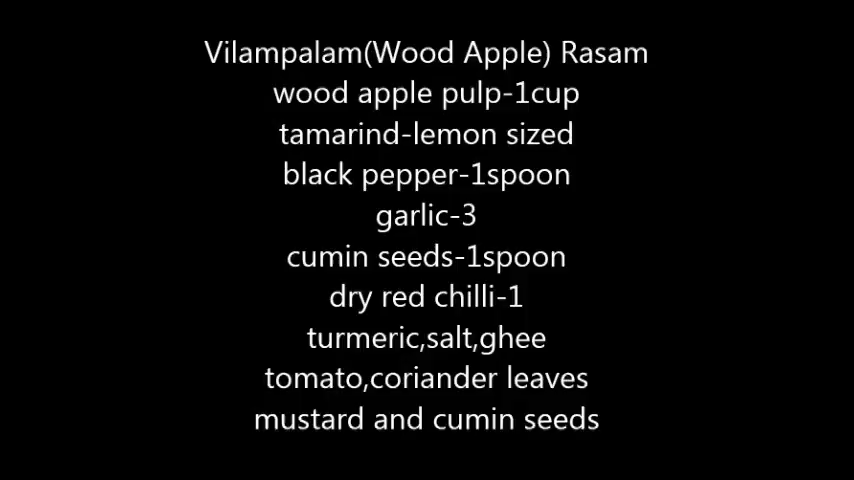 Vilampalam(Wood Apple) Rasam
wood apple pulp-1cup
tamarind-lemon sized
black pepper-1spoon
garlic-3
cumin seeds-1spoon
dry red chilli-1
turmeric,salt,ghee
tomato,coriander leaves
mustard and cumin seeds